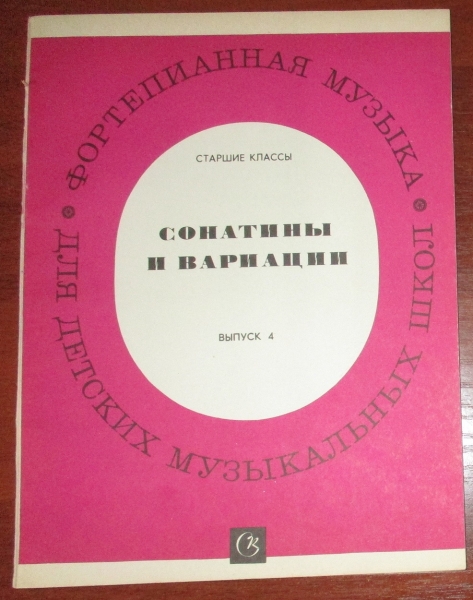 ФОРТЕПИАННАЯ МУЗЫКА
ДЛЯ ДЕТСКИХ МУЗЫКАЛЬНЫХ ШКОЛ
СТАРШИЕ КЛАССЫ
СОНАТИНЫ
И ВАРИАЦИИ
ВЫПУСК 4
СК